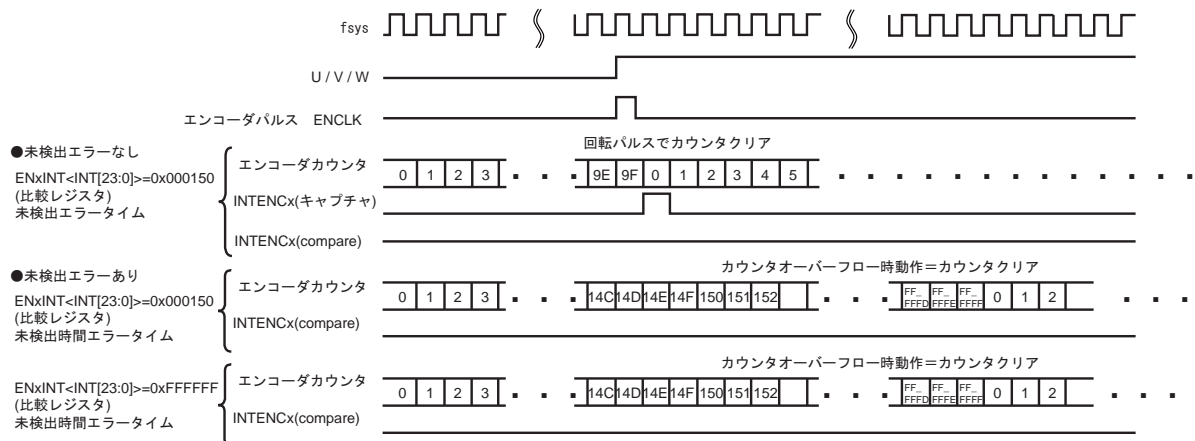 fsys
U / V / W
エンコーダパルス　ENCLK
●未検出エラーなし
ENxINT<INT[23:0]>=0x000150
(比較レジスタ)
未検出エラータイム
回転パルスでカウンタクリア
エンコーダカウンタ
0 1 2 3 9E 9F 0 1 2 3 4 5
INTENCx(キャプチャ)
INTENCx(compare)
●未検出エラーあり
ENxINT<INT[23:0]>=0x000150
(比較レジスタ)
未検出時間エラータイム
カウンタオーバーフロー時動作＝カウンタクリア
エンコーダカウンタ
0 1 2 3 14C 14D 14E 14F 150 151 152 FF_FFFD FF_FFFE FF_FFFF 0 1 2
INTENCx(compare)
ENxINT<INT[23:0]>=0xFFFFFF
(比較レジスタ)
未検出時間エラータイム
カウンタオーバーフロー時動作＝カウンタクリア
エンコーダカウンタ
0 1 2 3 14C 14D 14E 14F 150 151 152 FF_FFFD FF_FFFE FF_FFFF 0 1 2
INTENCx(compare)